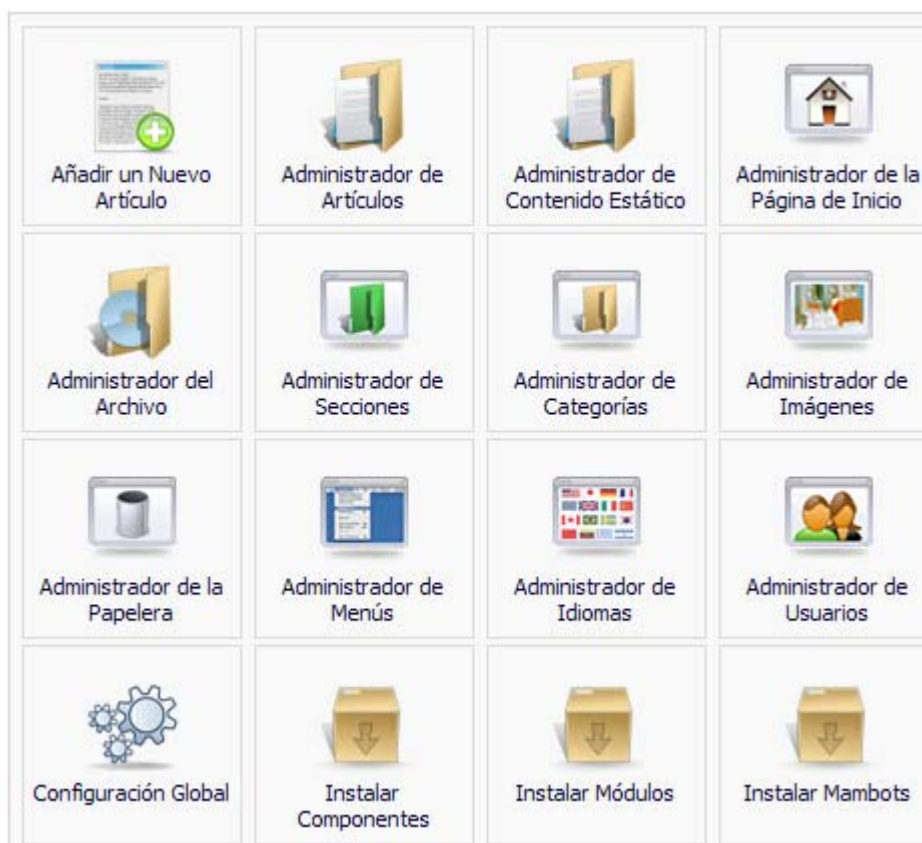 Añadir un Nuevo
Artículo
Administrador de
Artículos
Administrador de
Contenido Estático
Administrador de la
Página de Inicio
Administrador del
Archivo
Administrador de
Secciones
Administrador de
Categorías
Administrador de
Imágenes
Administrador de la
Papelera
Administrador de
Menús
Administrador de
Idiomas
Administrador de
Usuarios
Configuración Global
Instalar
Componentes
Instalar Módulos
Instalar Mambots